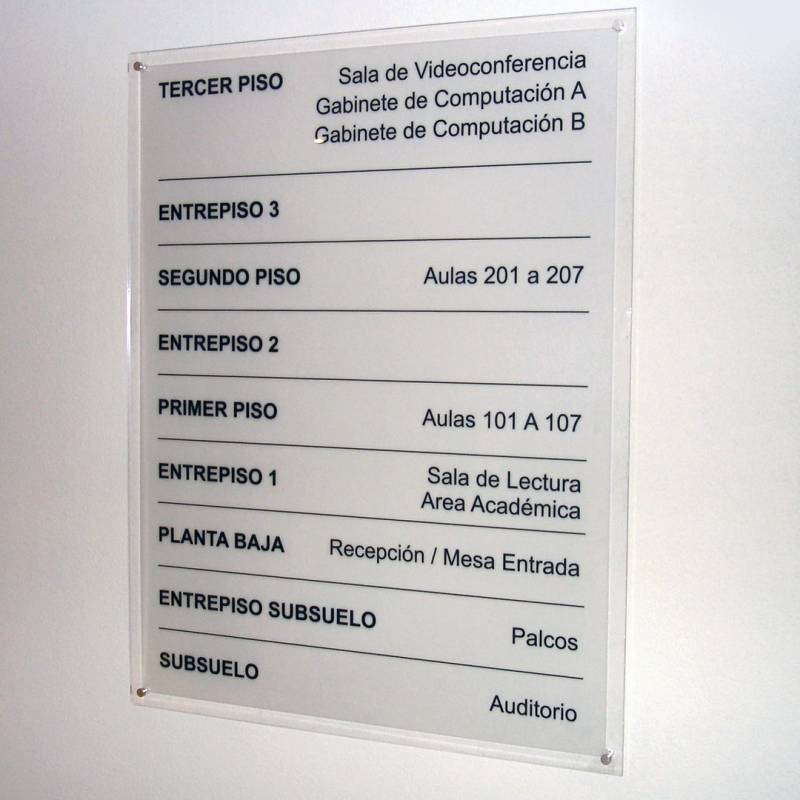 TERCER PISO Sala de Videoconferencia
Gabinete de Computación A
Gabinete de Computación B
ENTREPISO 3
SEGUNDO PISO Aulas 201 a 207
ENTREPISO 2
PRIMER PISO Aulas 101 A 107
ENTREPISO 1 Sala de Lectura
Area Académica
PLANTA BAJA Recepción / Mesa Entrada
ENTREPISO SUBSUELO Palcos
SUBSUELO Auditorio